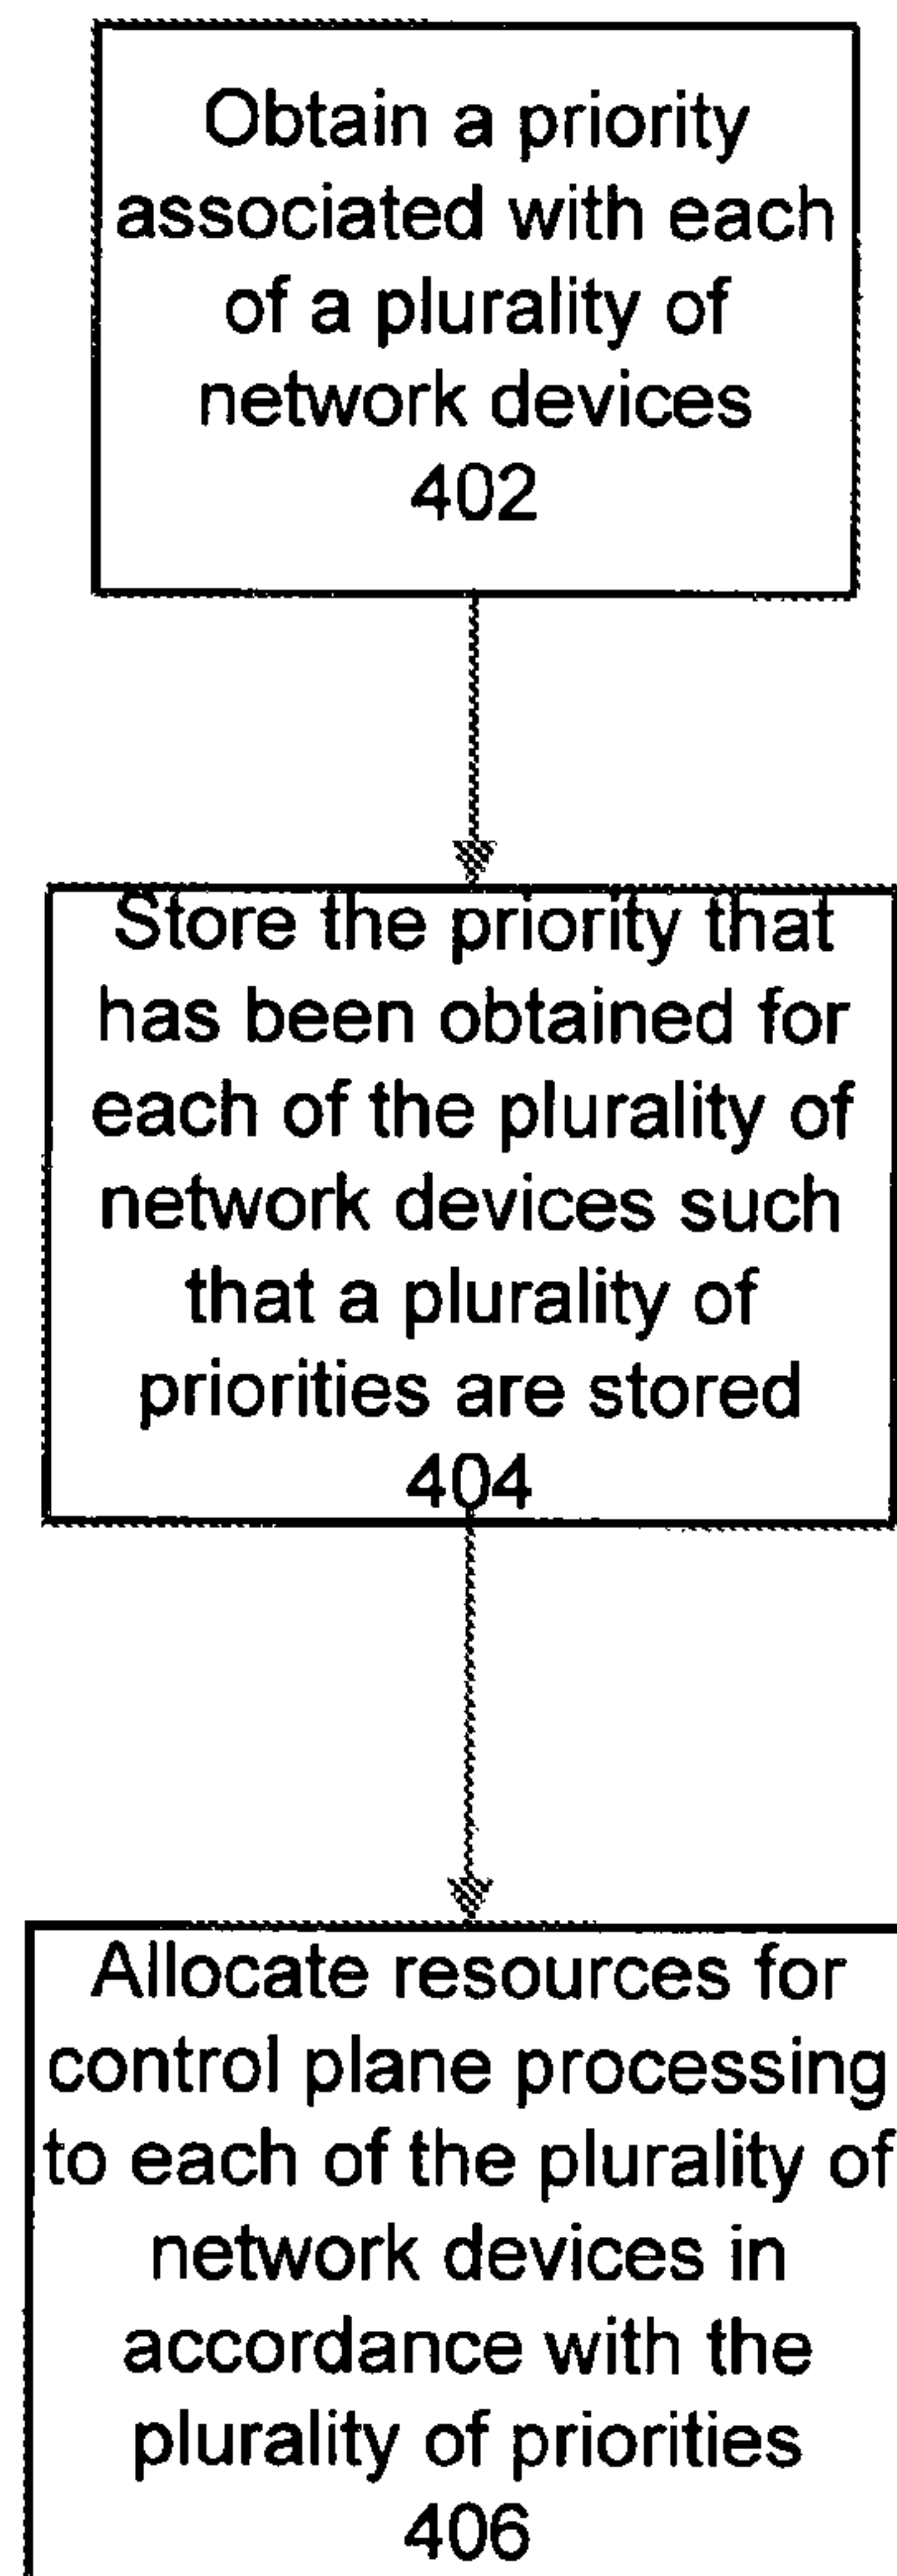 Obtain a priority
associated with each
of a plurality of
network devices
402
Store the priority that
has been obtained for
each of the plurality of
network devices such
that a plurality of
priorities are stored
404
Allocate resources for
control plane processing
to each of the plurality of
network devices in
accordance with the
plurality of priorities
406